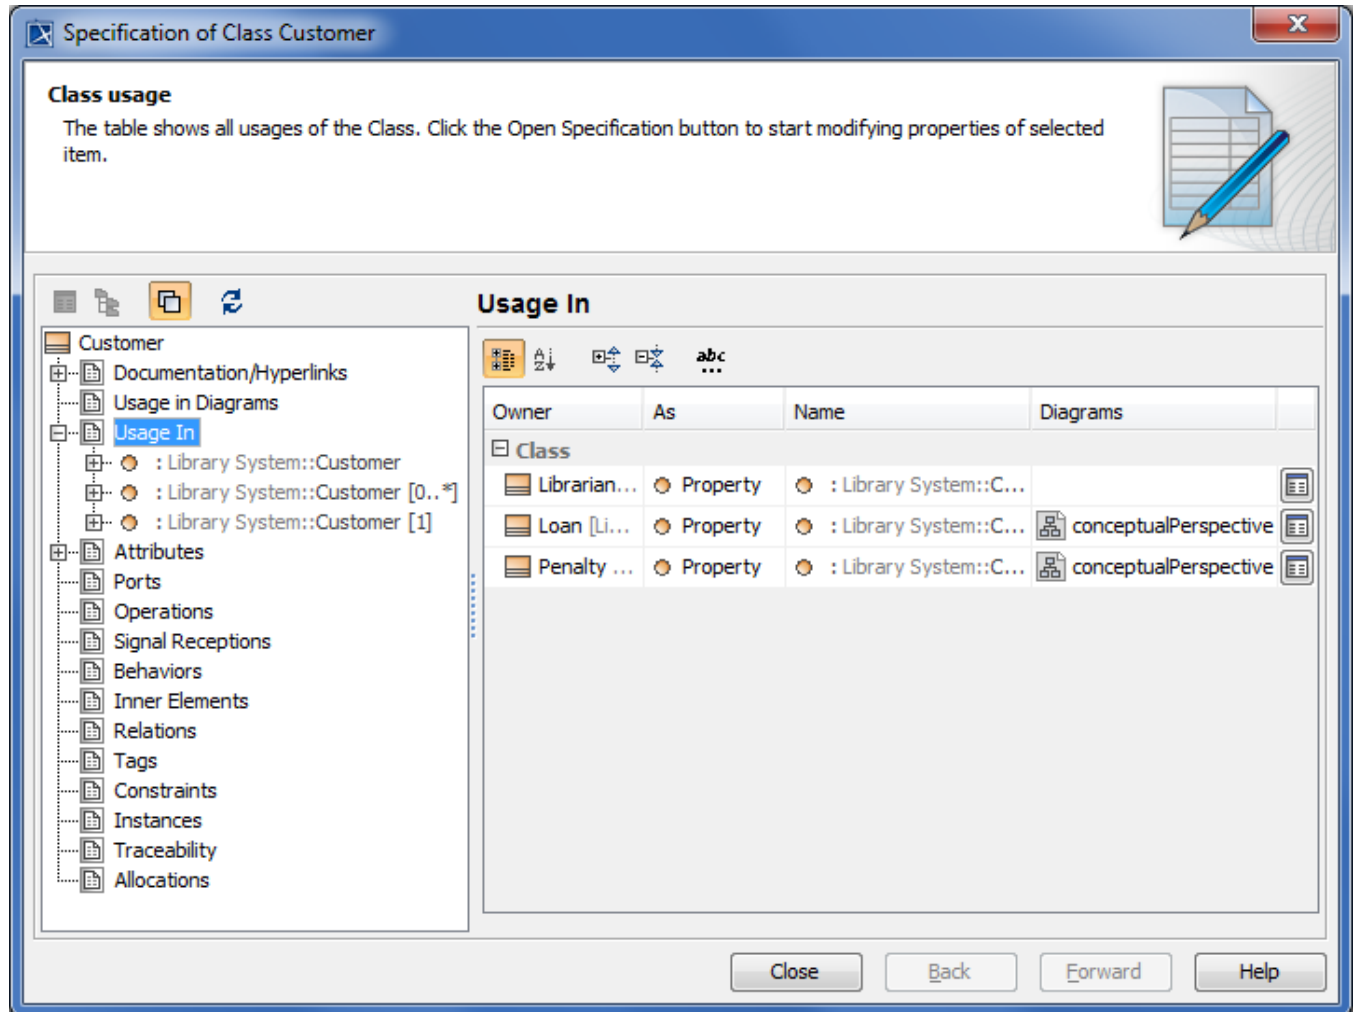 Specification of Class Customer
Class usage
The table shows all usages of the Class. Click the Open Specification button to start modifying properties of selected
item.
Customer
Documentation/Hyperlinks
Usage in Diagrams
Usage In
: Library System::Customer
: Library System::Customer [0..*]
: Library System::Customer [1]
Attributes
Ports
Operations
Signal Receptions
Behaviors
Inner Elements
Relations
Tags
Constraints
Instances
Traceability
Allocations
Usage In
A Z abc ...
Owner As Name Diagrams
Class
Librarian... Property : Library System::C...
Loan [Li... Property : Library System::C... conceptualPerspective
Penalty ... Property : Library System::C... conceptualPerspective
Close Back Forward Help